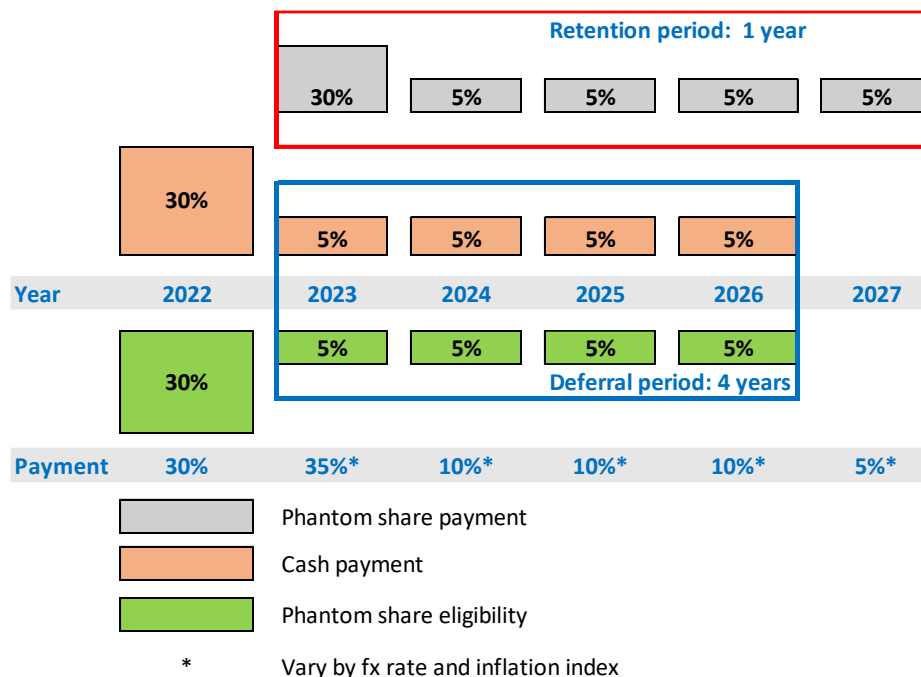 Retention period: 1 year
30% 5% 5% 5% 5%
30%
5% 5% 5% 5%
Year 2022 2023 2024 2025 2026 2027
5% 5% 5% 5%
30%
Deferral period: 4 years
Payment 30% 35%* 10%* 10%* 10%* 5%*
Phantom share payment
Cash payment
Phantom share eligibility
* Vary by fx rate and inflation index